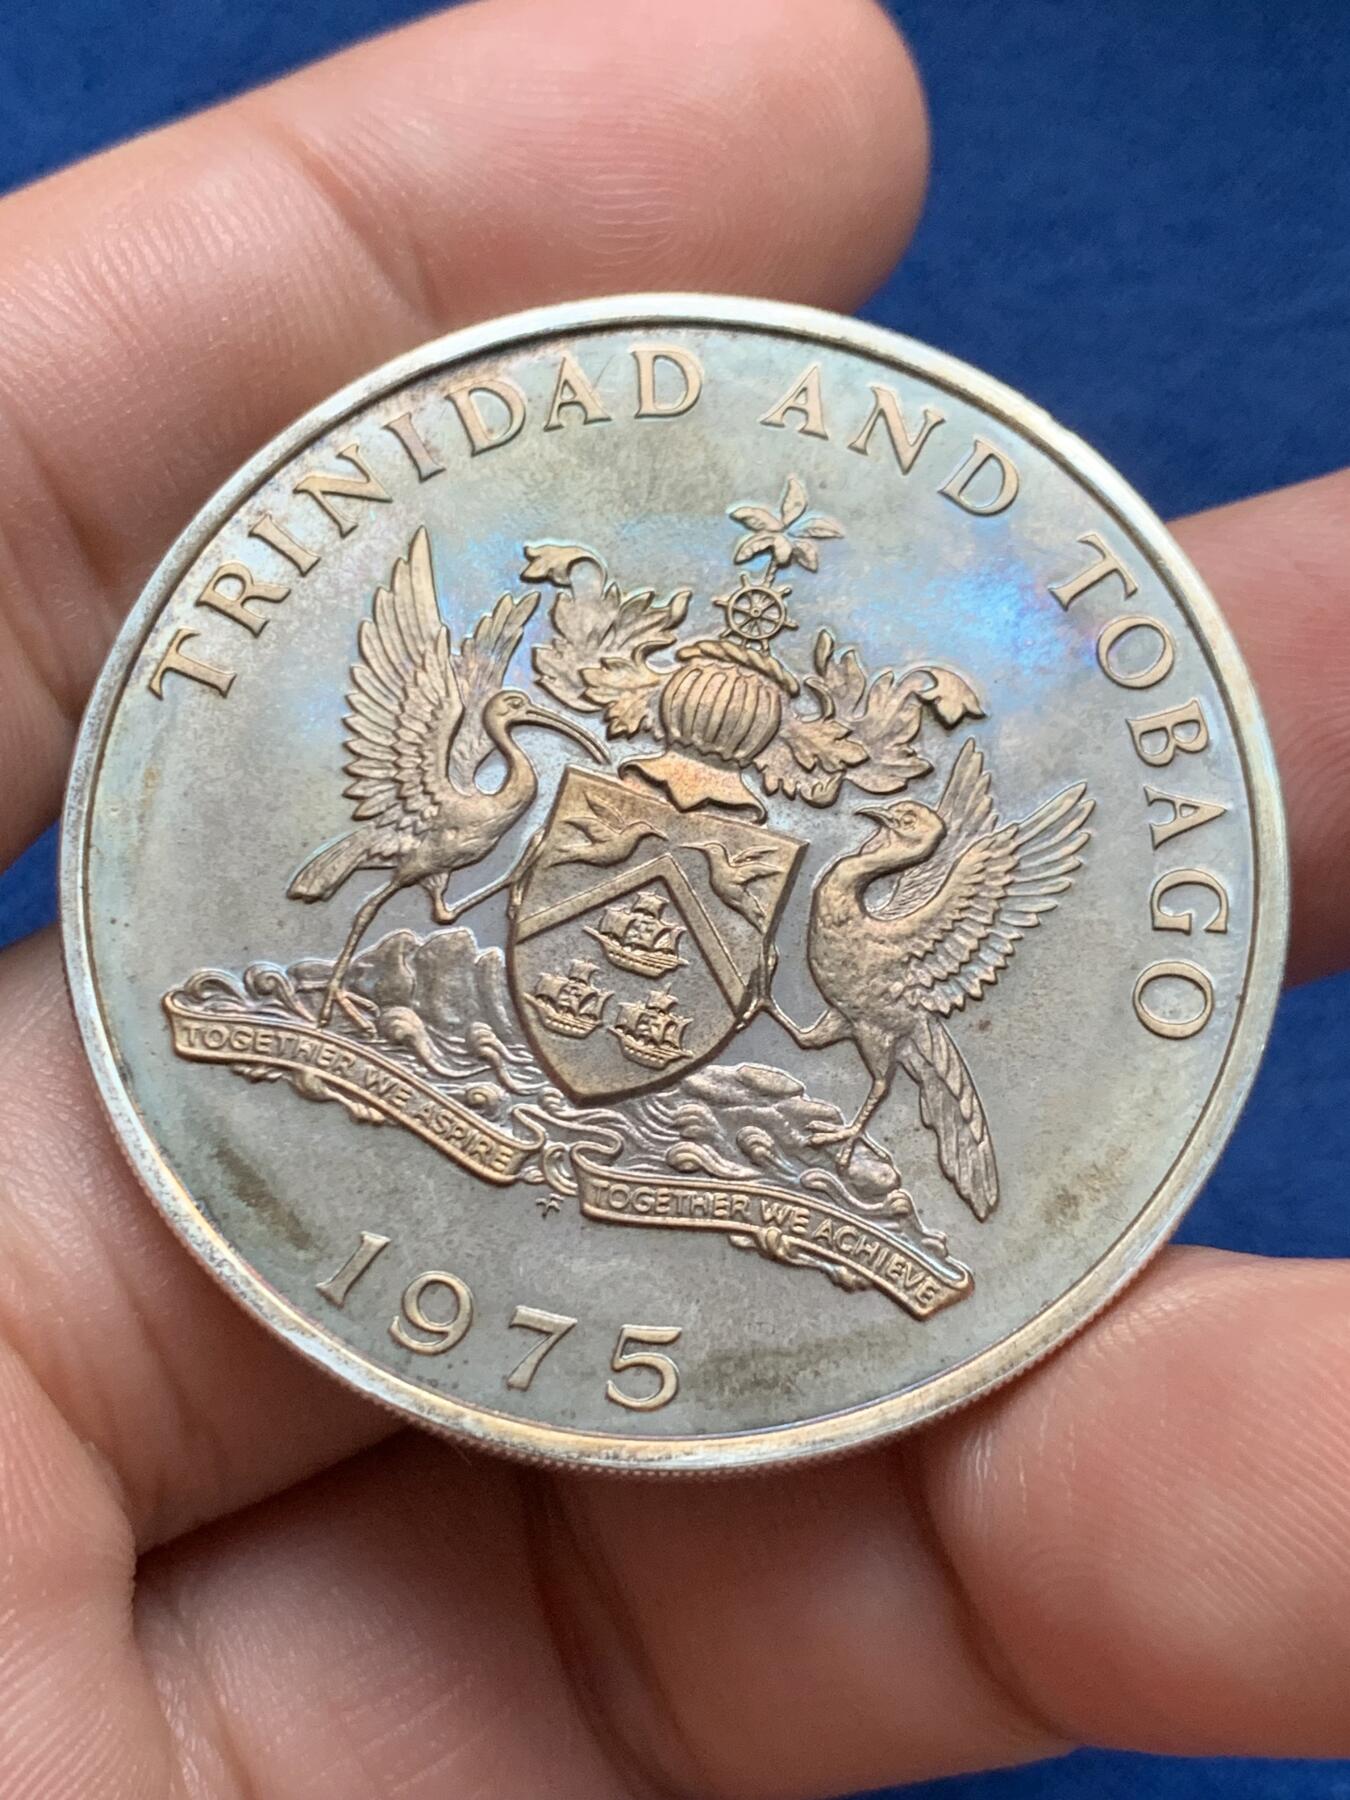 TRINIDAD AND TOBAGO
TOGETHER WE ASPIRE
TOGETHER WE ACHIEVE
1975